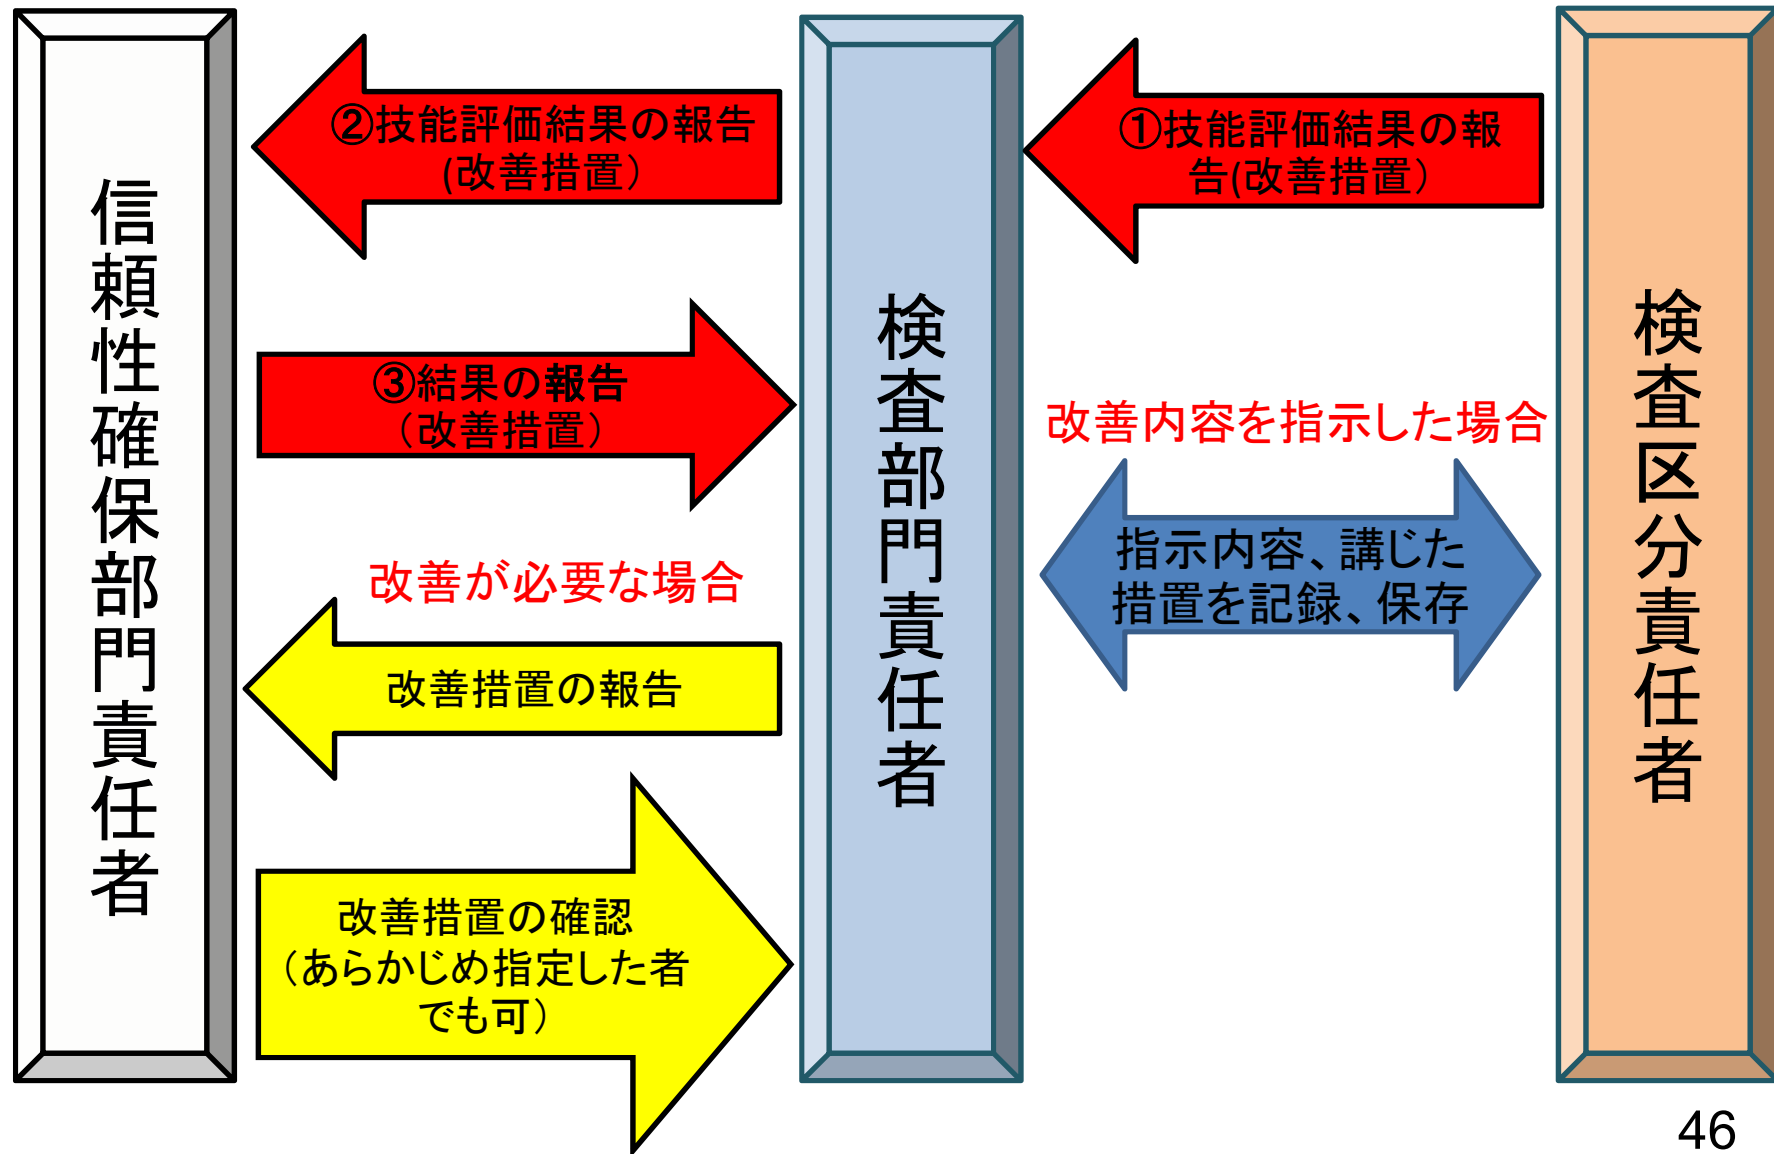 信頼性確保部門責任者
②技能評価結果の報告
(改善措置）
③結果の報告
（改善措置）
改善が必要な場合
改善措置の報告
改善措置の確認
（あらかじめ指定した者
でも可）
検査部門責任者
①技能評価結果の報
告(改善措置）
改善内容を指示した場合
指示内容、講じた
措置を記録、保存
検査区分責任者
46